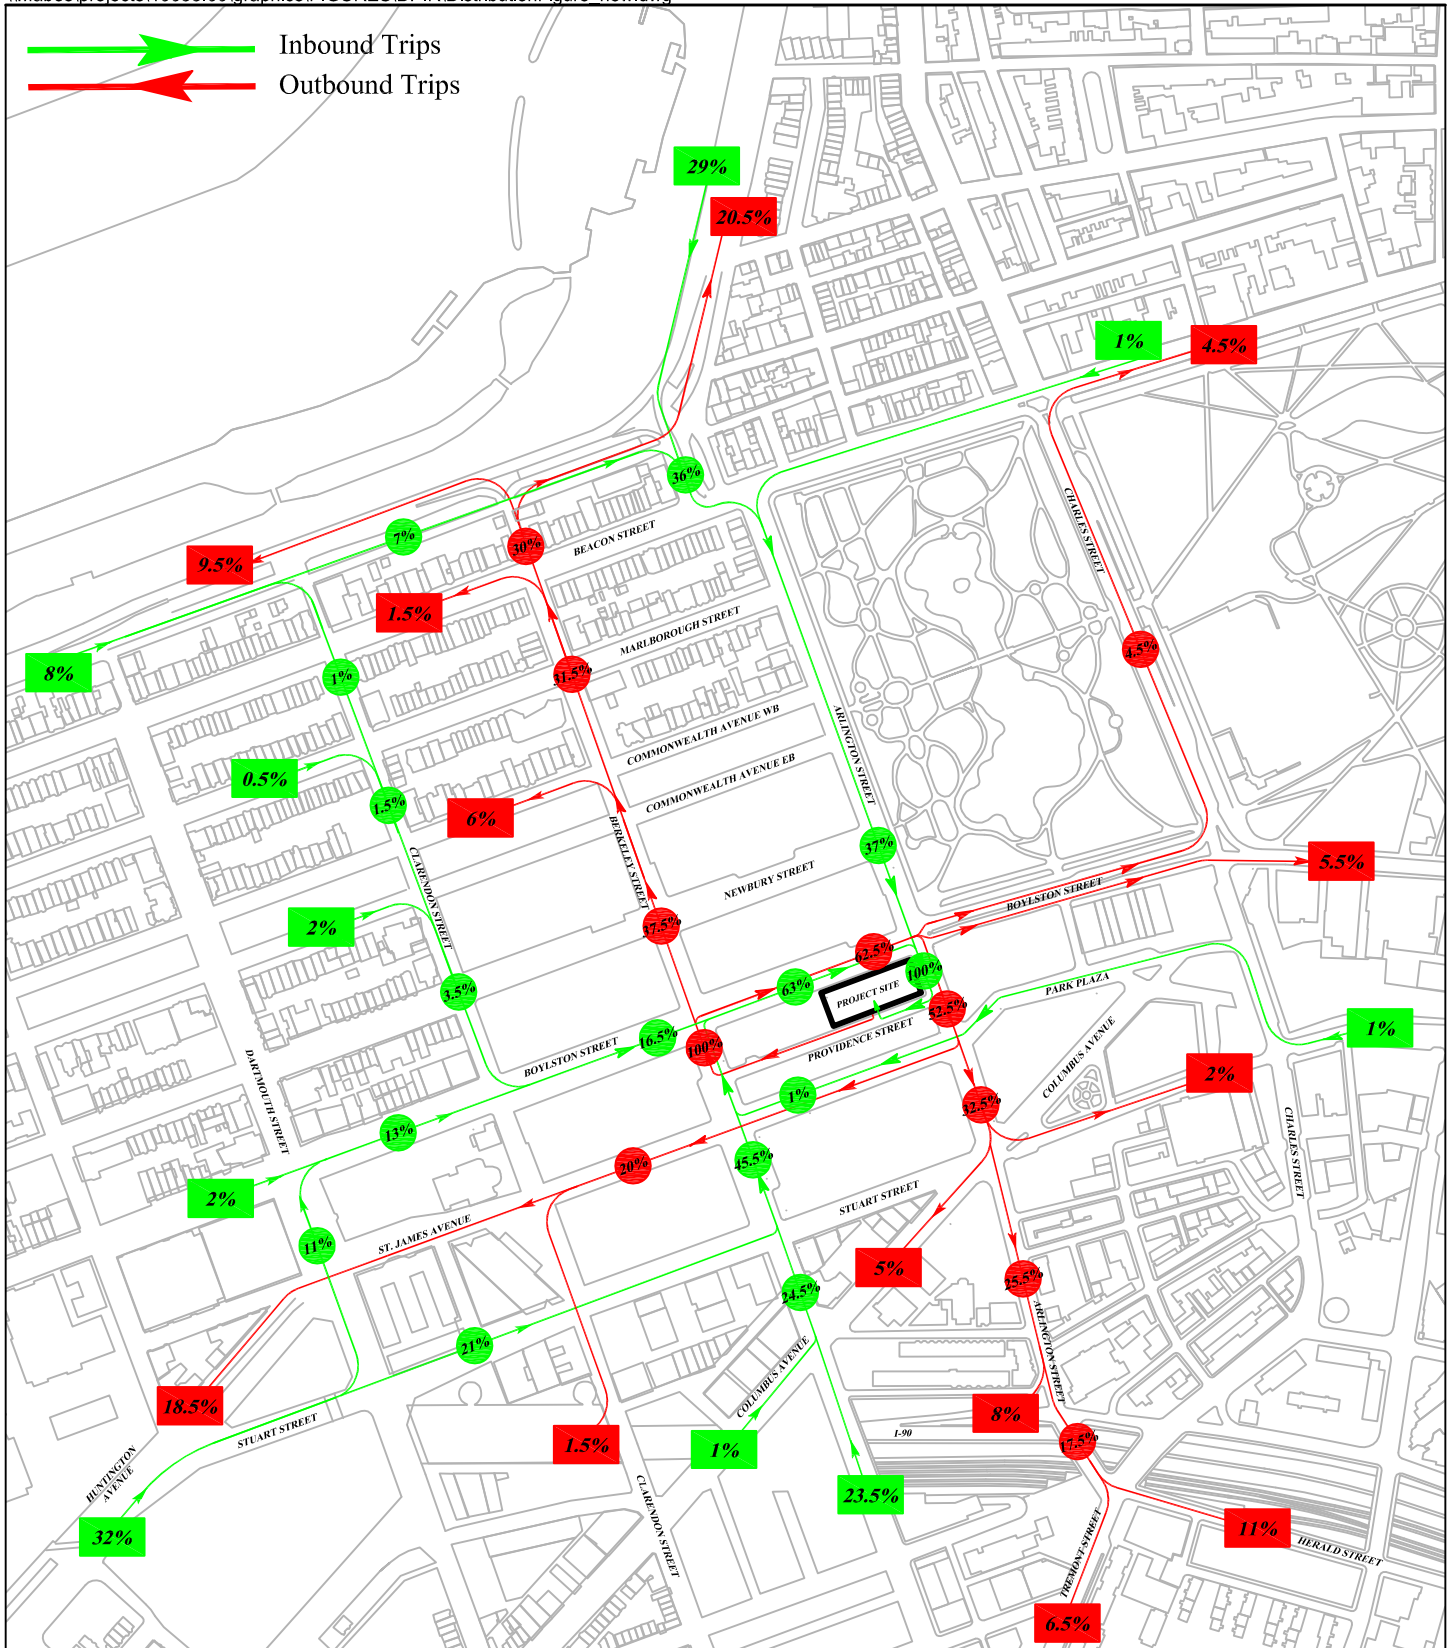 Inbound Trips
Outbound Trips
29%
20.5%
1%
4.5%
36%
7%
30%
9.5%
BEACON STREET
CHARLES STREET
1.5%
MARLBOROUGH STREET
8%
1%
31.5%
4.5%
COMMONWEALTH AVENUE WB
ARLINGTON STREET
0.5%
COMMONWEALTH AVENUE EB
1.5%
6%
BERKELEY STREET
37%
5.5%
CLARENDON STREET
NEWBURY STREET
BOYLSTON STREET
2%
37.5%
62.5%
3.5%
63%
100%
PROJECT SITE
PARK PLAZA
52.5%
16.5%
100%
BOYLSTON STREET
PROVIDENCE STREET
COLUMBUS AVENUE
1%
DARTMOUTH STREET
2%
1%
32.5%
13%
CHARLES STREET
45.5%
20%
2%
STUART STREET
ST. JAMES AVENUE
11%
5%
25.5%
24.5%
ARLINGTON STREET
21%
COLUMBUS AVENUE
18.5%
8%
STUART STREET
1.5%
1%
I-90
17.5%
HUNTINGTON
AVENUE
23.5%
CLARENDON STREET
32%
11%
HERALD STREET
TREMONT STREET
6.5%